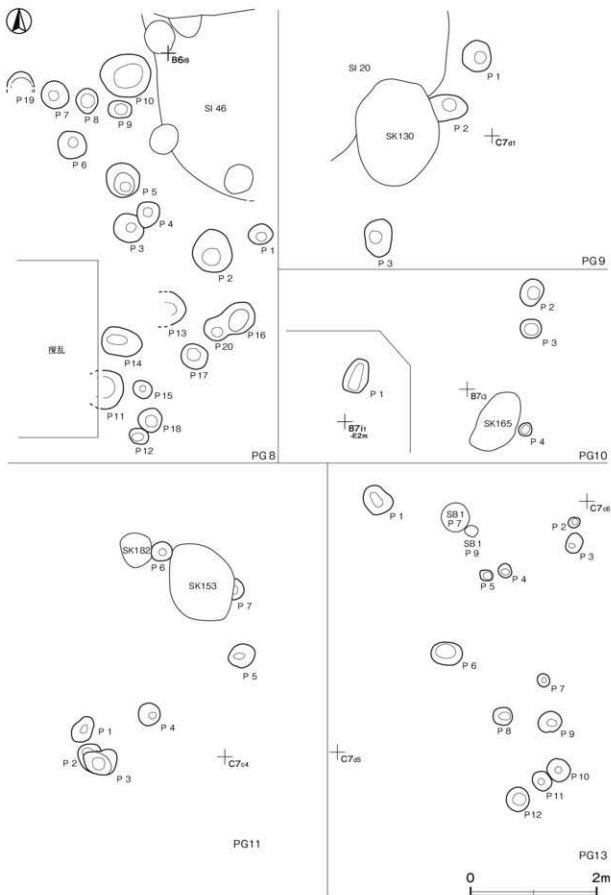 B6i9
SI 46
P 10
P19
P 7
P 8
P 9
P 6
P 5
P 4
P 3
P 2
P 1
P 13
P 16
P 20
P 17
P 14
撹乱
P 11
P 15
P 18
P 12
PG 8
SI 20
P 1
P 2
SK130
C7d1
P 3
PG 9
P 2
P 3
P 1
B7i3
B7i1
-E2m
SK165
P 4
PG10
SK182
P 6
SK153
P 7
P 5
P 4
P 1
P 2
P 3
C7c4
PG11
P 1
SB 1
P 7
SB 1
P 9
C7d6
P 2
P 3
P 4
P 5
P 6
P 7
P 8
P 9
C7d5
P 10
P 11
P 12
PG13
0 2m